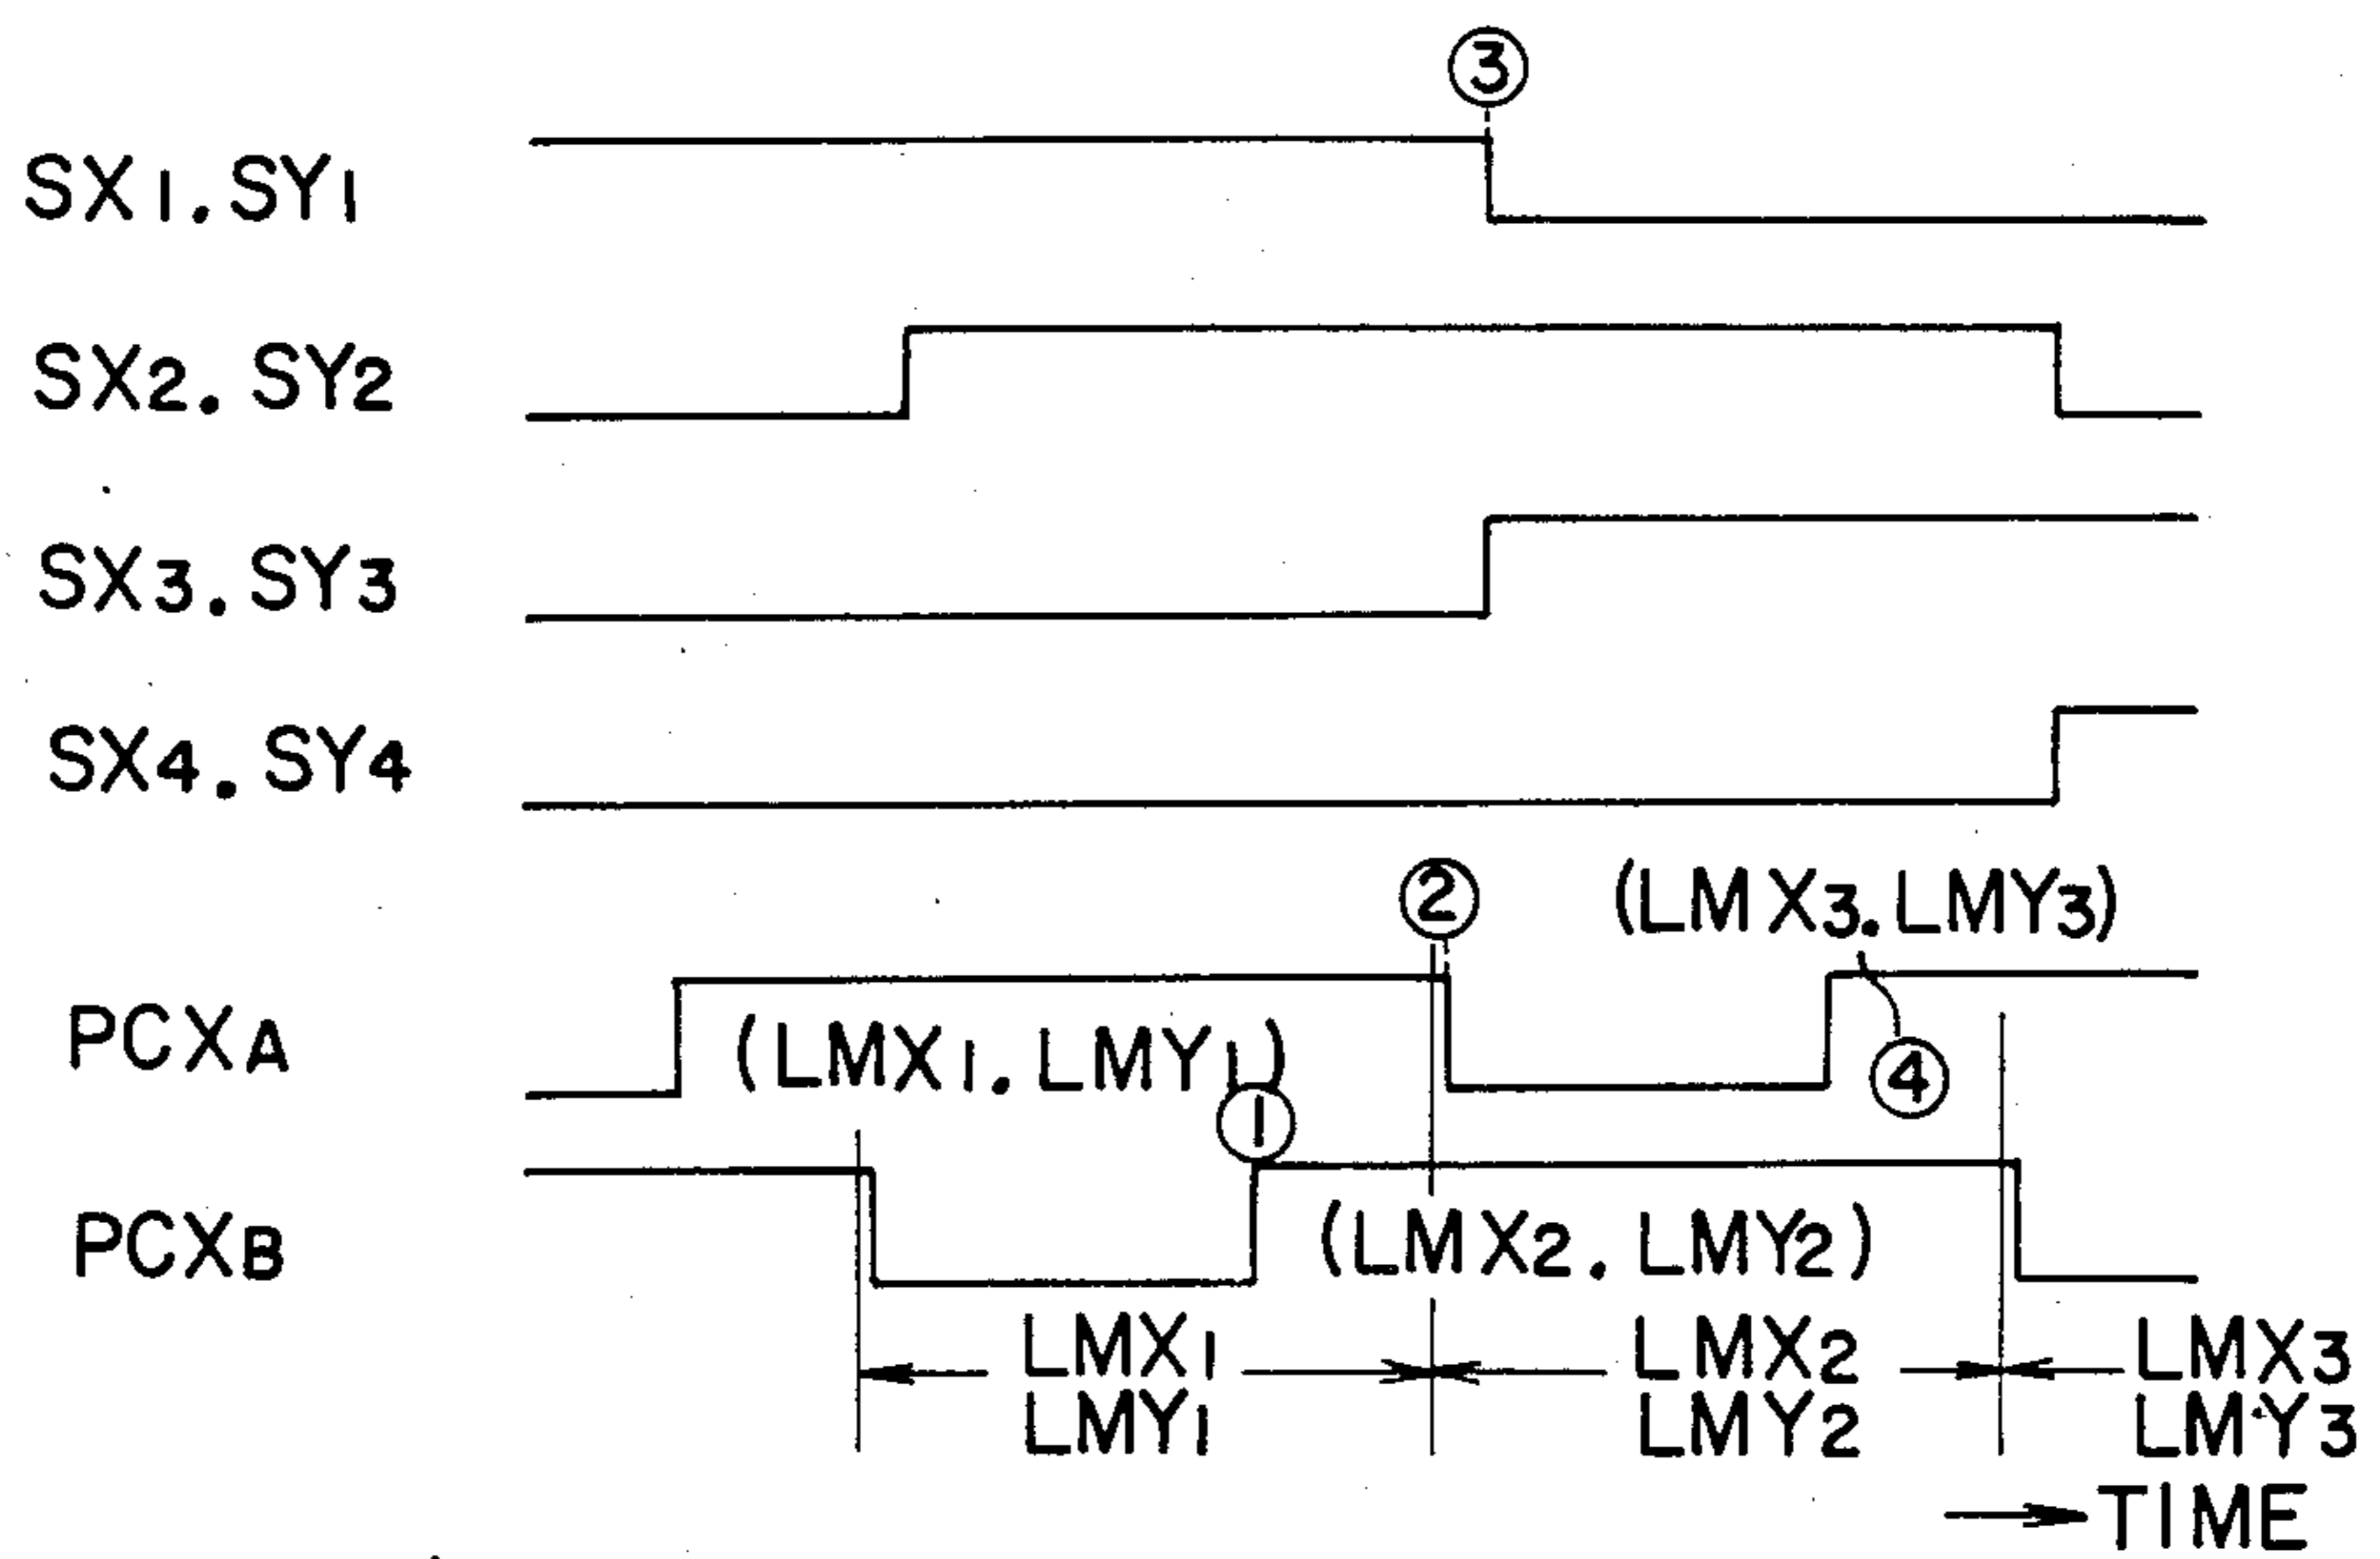 ③
SX1.SY1
SX2.SY2
SX3.SY3
SX4.SY4
② (LMX3.LMY3)
PCXA (LMX1.LMY1) ④
①
PCXB (LMX2.LMY2)
LMX1 LMX2 LMX3
LMY1 LMY2 LMY3
TIME